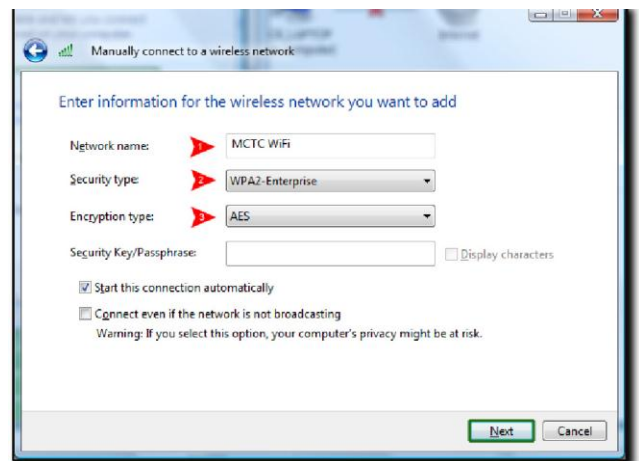 Manually connect to a wireless network
Enter information for the wireless network you want to add
Network name: 1 MCTC WiFi
Security type: 2 WPA2-Enterprise
Encryption type: 3 AES
Security Key/Passphrase: Display characters
Start this connection automatically
Connect even if the network is not broadcasting
Warning: If you select this option, your computer's privacy might be at risk.
Next Cancel